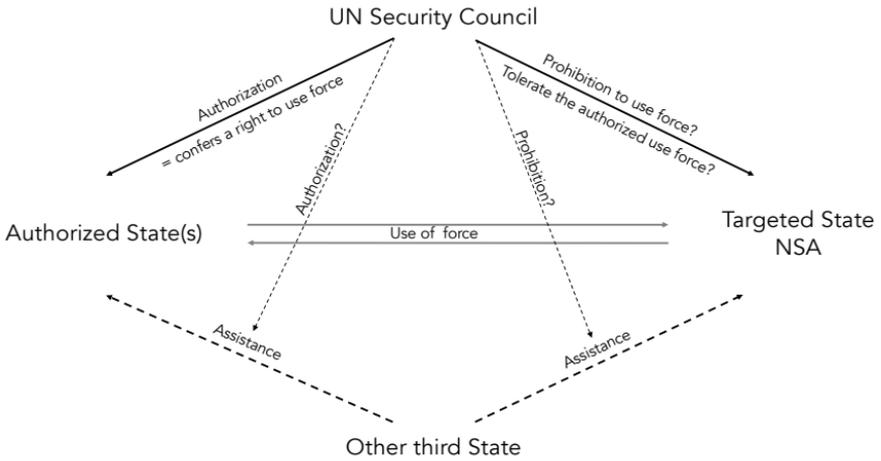 UN Security Council
Authorization
= confers a right to use force
Prohibition to use force?
Tolerate the authorized use force?
Authorization?
Prohibition?
Authorized State(s)
Use of force
Targeted State
NSA
Assistance
Assistance
Other third State